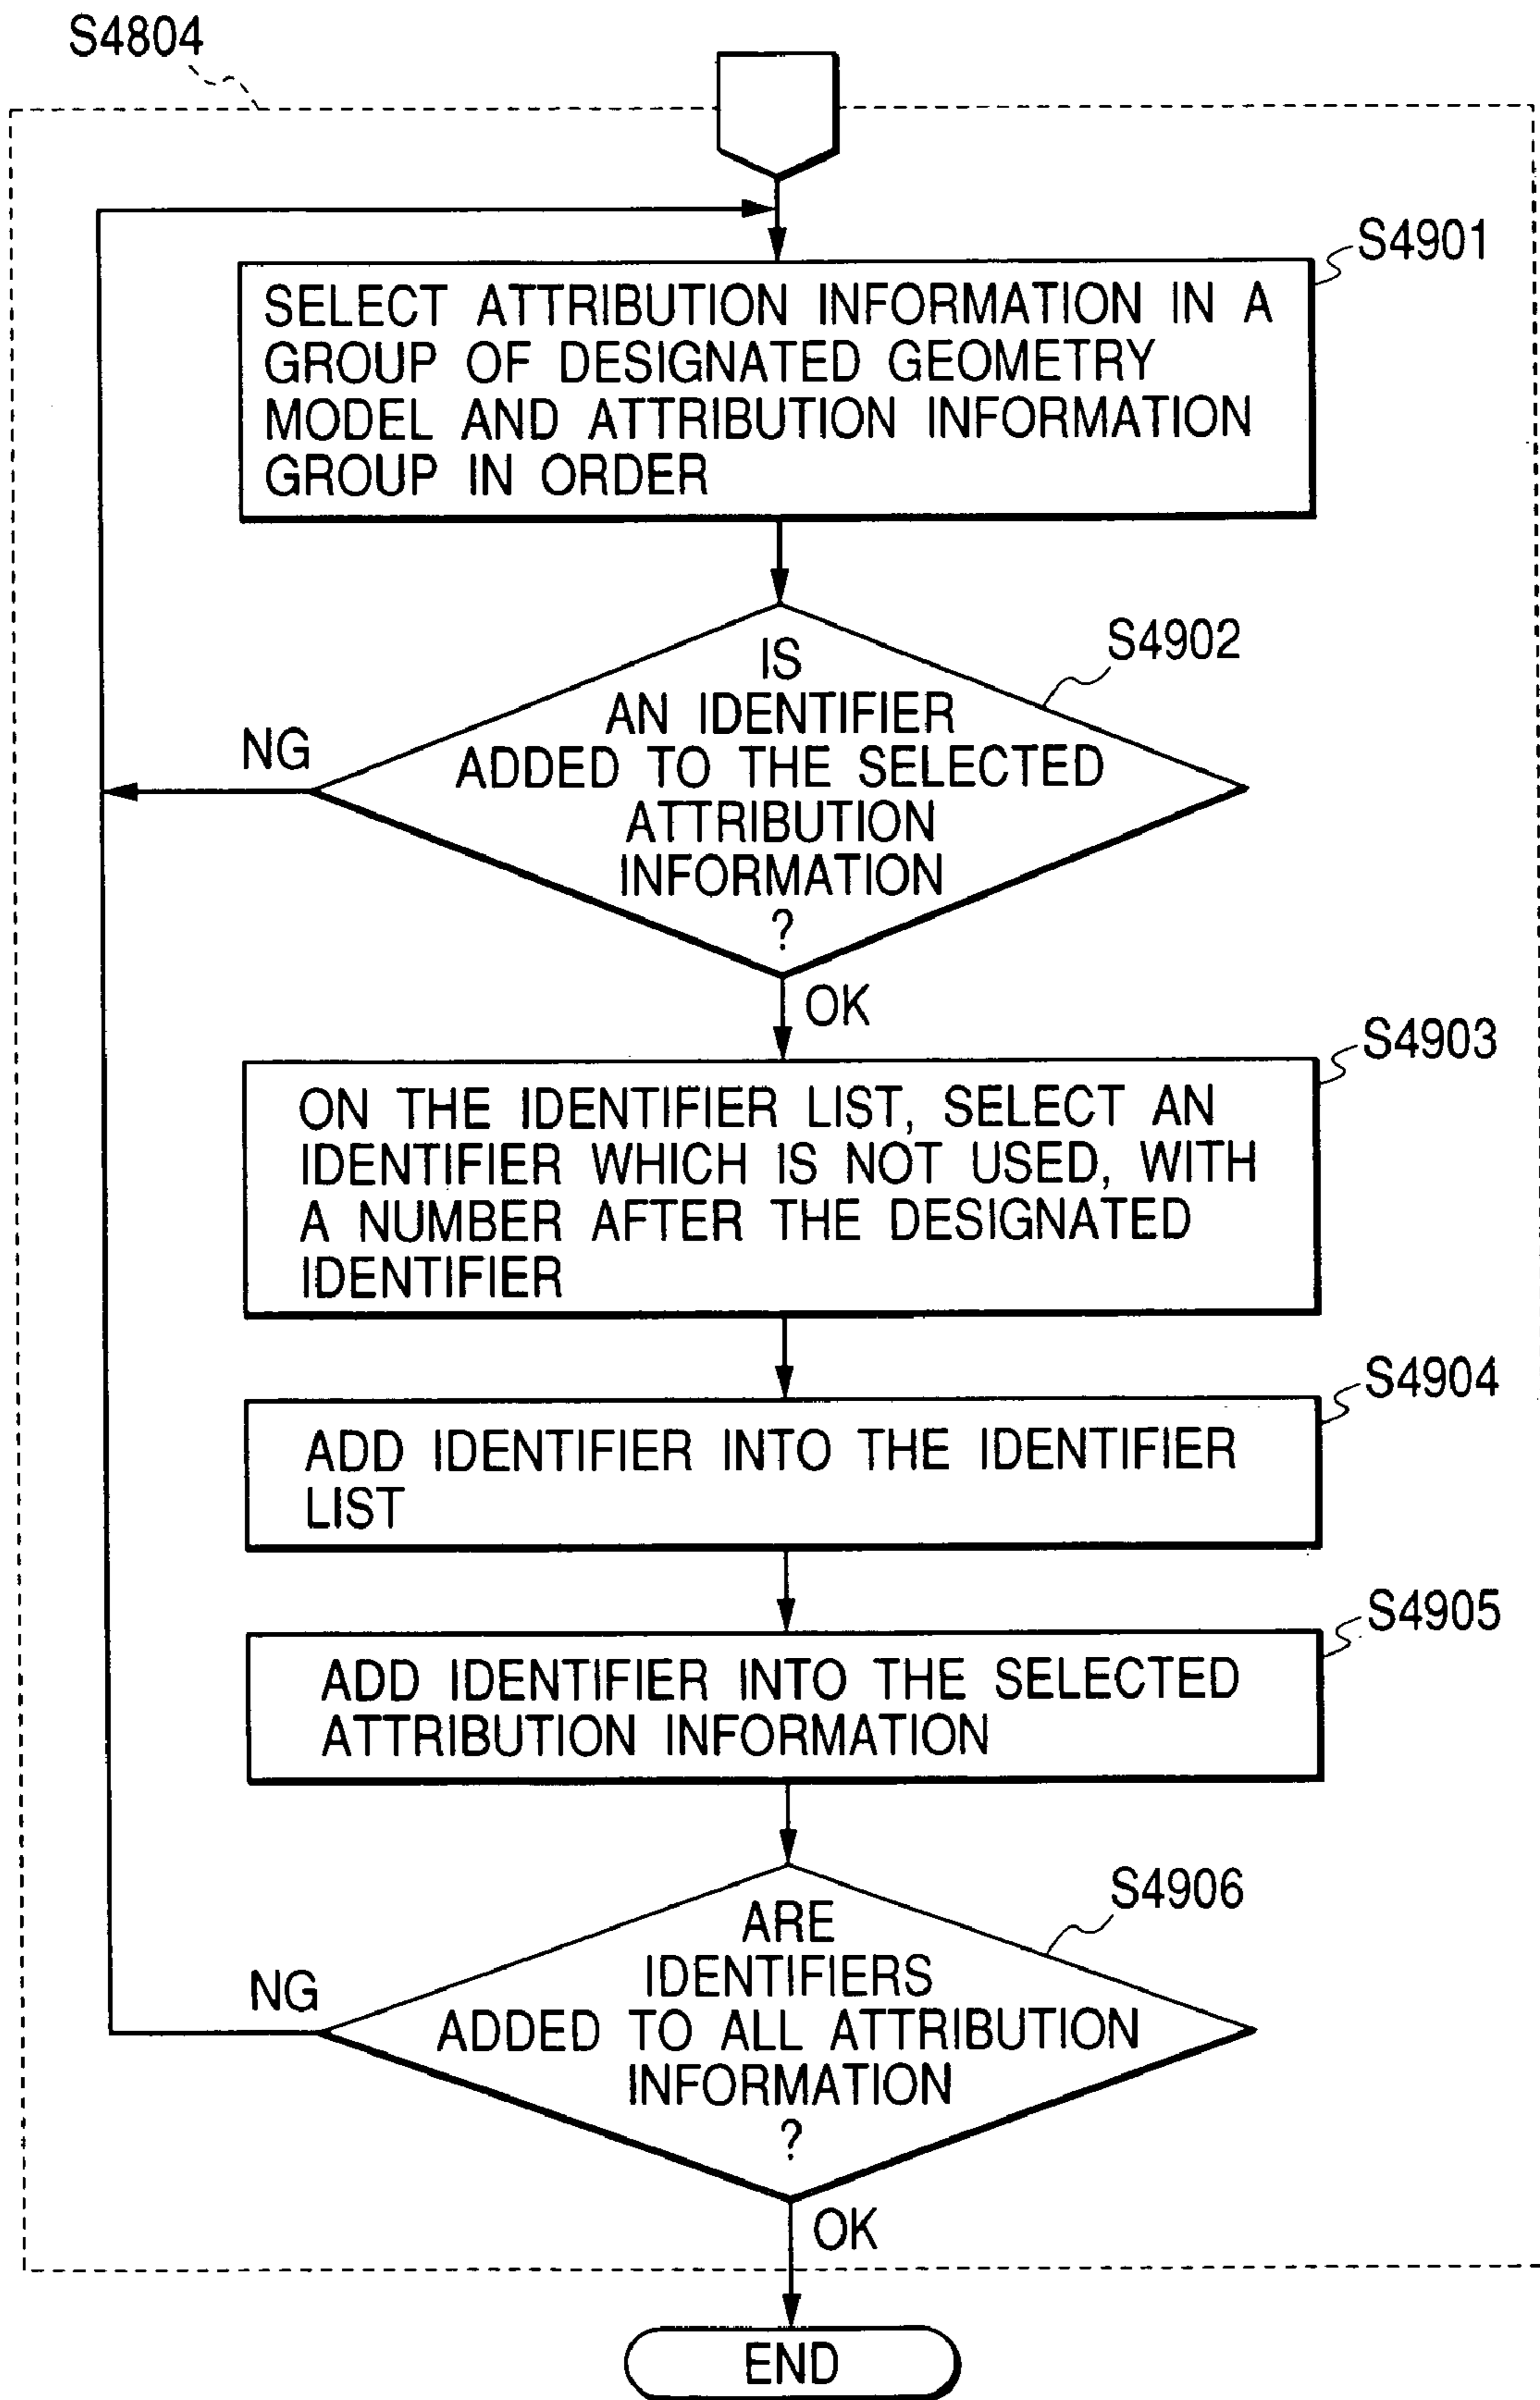 S4804
S4901
SELECT ATTRIBUTION INFORMATION IN A
GROUP OF DESIGNATED GEOMETRY
MODEL AND ATTRIBUTION INFORMATION
GROUP IN ORDER
S4902
IS
AN IDENTIFIER
ADDED TO THE SELECTED
ATTRIBUTION
INFORMATION
?
NG
OK
S4903
ON THE IDENTIFIER LIST, SELECT AN
IDENTIFIER WHICH IS NOT USED, WITH
A NUMBER AFTER THE DESIGNATED
IDENTIFIER
S4904
ADD IDENTIFIER INTO THE IDENTIFIER
LIST
S4905
ADD IDENTIFIER INTO THE SELECTED
ATTRIBUTION INFORMATION
S4906
ARE
IDENTIFIERS
ADDED TO ALL ATTRIBUTION
INFORMATION
?
NG
OK
END